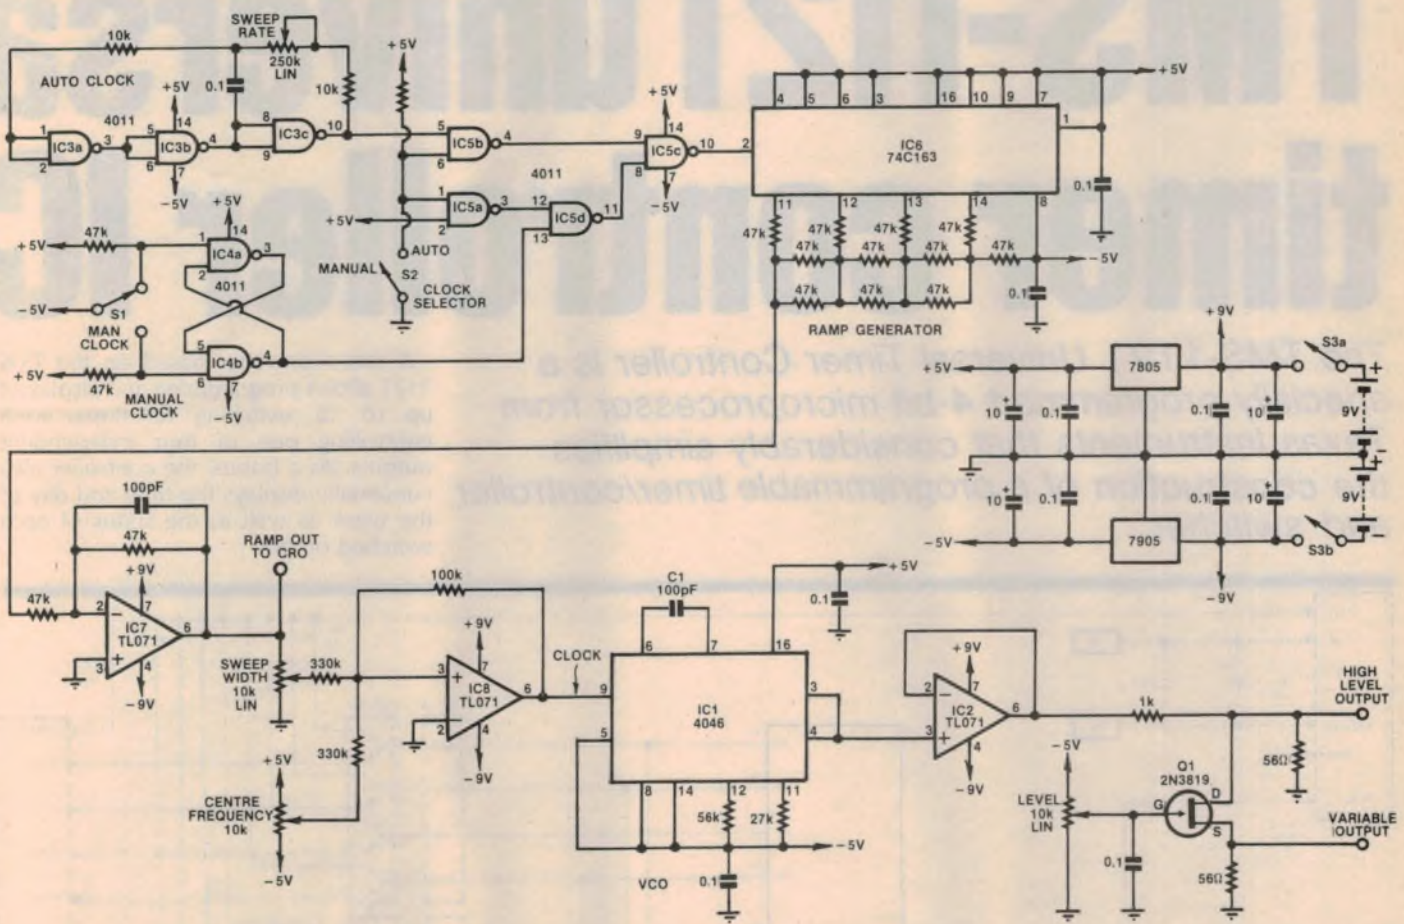 SWEEP RATE
10k
250k LIN
AUTO CLOCK
+5V
0.1
10k
4011
1
2
IC3a
3
5
6
14
IC3b
7
4
-5V
8
9
IC3c
10
+5V
5
6
IC5b
4
4011
1
2
+5V
IC5a
3
12
13
IC5d
11
9
8
+5V
14
IC5c
7
-5V
10
4
5
6
3
16
10
9
7
+5V
2
IC6
74C163
1
0.1
11
12
13
14
8
47k
47k
47k
47k
47k
47k
47k
47k
47k
47k
47k
-5V
0.1
RAMP GENERATOR
+5V
47k
1
2
+5V
14
IC4a
3
4011
-5V
S1
MAN CLOCK
+5V
47k
MANUAL CLOCK
6
IC4b
4
7
-5V
AUTO
MANUAL
S2
CLOCK SELECTOR
+9V
S3a
+5V
7805
10
0.1
0.1
10
9V
10
0.1
0.1
10
9V
-5V
7905
S3b
-9V
100pF
47k
47k
+9V
2
3
7
IC7
TL071
6
4
-9V
RAMP OUT TO CRO
SWEEP WIDTH 10k LIN
330k
330k
+5V
CENTRE FREQUENCY 10k
-5V
100k
+9V
3
2
7
IC8
TL071
6
4
-9V
CLOCK
C1
100pF
0.1
+5V
6
7
16
9
5
IC1
4046
3
4
8
14
12
11
56k
27k
-5V
VCO
0.1
+9V
2
3
7
IC2
TL071
6
4
-9V
1k
HIGH LEVEL OUTPUT
56Ω
-5V
LEVEL 10k LIN
Q1
2N3819
G
D
S
0.1
VARIABLE OUTPUT
56Ω